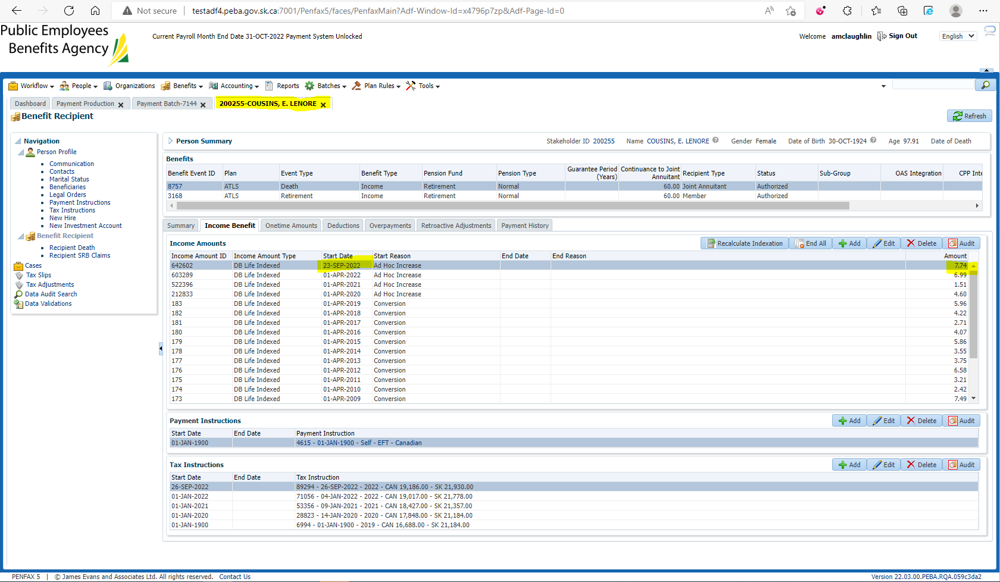 Not secure | testadf4.peba.gov.sk.ca:7001/Penfax5/faces/PenfaxMain?Adf-Window-Id=x4796p7zp&Adf-Page-Id=0
Public Employees
Benefits Agency
Current Payroll Month End Date 31-OCT-2022 Payment System Unlocked
Welcome amclaughlin Sign Out English
Workflow People Organizations Benefits Accounting Reports Batches Plan Rules Tools
Dashboard Payment Production Payment Batch-7144 200255-COUSINS, E. LENORE
Benefit Recipient Refresh
Navigation
Person Profile
Communication
Contacts
Marital Status
Beneficiaries
Legal Orders
Payment Instructions
Tax Instructions
New Hire
New Investment Account
Benefit Recipient
Recipient Death
Recipient SRB Claims
Cases
Tax Slips
Tax Adjustments
Data Audit Search
Data Validations
Person Summary Stakeholder ID 200255 Name COUSINS, E. LENORE Gender Female Date of Birth 30-OCT-1924 Age 97.91 Date of Death
Benefits
Benefit Event ID Plan Event Type Benefit Type Pension Fund Pension Type Guarantee Period (Years) Continuance to Joint Annuitant Recipient Type Status Sub-Group OAS Integration CPP Inte
8757 ATLS Death Income Retirement Normal 60.00 Joint Annuitant Authorized
3168 ATLS Retirement Income Retirement Normal 60.00 Member Authorized
Summary Income Benefit Onetime Amounts Deductions Overpayments Retroactive Adjustments Payment History
Income Amounts Recalculate Indexation End All Add Edit Delete Audit
Income Amount ID Income Amount Type Start Date Start Reason End Date End Reason Amount
642602 DB Life Indexed 23-SEP-2022 Ad Hoc Increase 7.74
603289 DB Life Indexed 01-APR-2022 Ad Hoc Increase 6.99
522396 DB Life Indexed 01-APR-2021 Ad Hoc Increase 1.51
212833 DB Life Indexed 01-APR-2020 Ad Hoc Increase 4.60
183 DB Life Indexed 01-APR-2019 Conversion 5.96
182 DB Life Indexed 01-APR-2018 Conversion 4.22
181 DB Life Indexed 01-APR-2017 Conversion 2.71
180 DB Life Indexed 01-APR-2016 Conversion 4.07
179 DB Life Indexed 01-APR-2015 Conversion 5.86
178 DB Life Indexed 01-APR-2014 Conversion 3.55
177 DB Life Indexed 01-APR-2013 Conversion 3.75
176 DB Life Indexed 01-APR-2012 Conversion 6.58
175 DB Life Indexed 01-APR-2011 Conversion 3.21
174 DB Life Indexed 01-APR-2010 Conversion 2.42
173 DB Life Indexed 01-APR-2009 Conversion 7.49
Payment Instructions Add Edit Delete Audit
Start Date End Date Payment Instruction
01-JAN-1900 4615 - 01-JAN-1900 - Self - EFT - Canadian
Tax Instructions Add Edit Delete Audit
Start Date End Date Tax Instruction
26-SEP-2022 89294 - 26-SEP-2022 - 2022 - CAN 19,186.00 - SK 21,930.00
01-JAN-2022 71056 - 04-JAN-2022 - 2022 - CAN 19,017.00 - SK 21,778.00
01-JAN-2021 53356 - 09-JAN-2021 - 2021 - CAN 18,427.00 - SK 21,357.00
01-JAN-2020 28823 - 14-JAN-2020 - 2020 - CAN 17,848.00 - SK 21,184.00
01-JAN-1900 6994 - 01-JAN-1900 - 2019 - CAN 16,688.00 - SK 21,184.00
PENFAX 5 | © James Evans and Associates Ltd. All rights reserved. Contact Us Version 22.03.00.PEBA.RQA.059c3da2